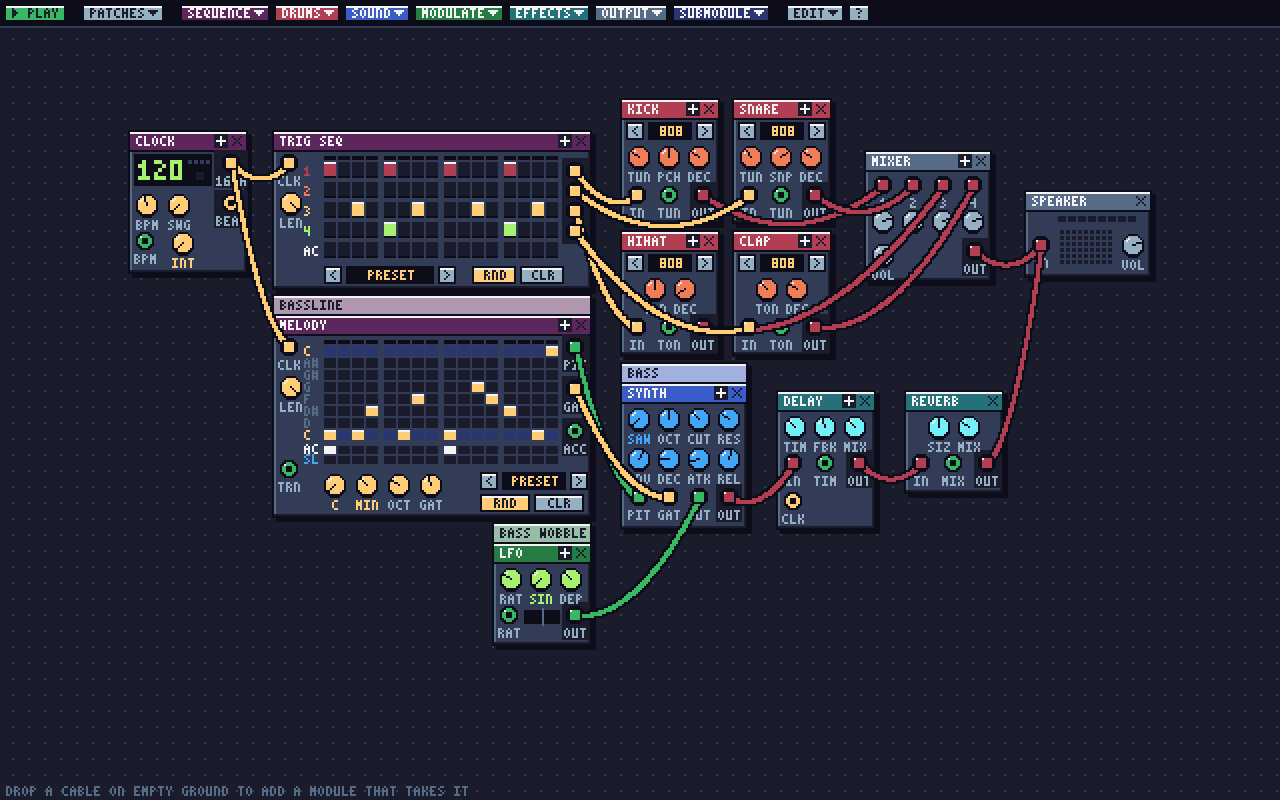 PLAY PATCHES SEQUENCE DRUMS SOUND MODULATE EFFECTS OUTPUT SUBMODULE EDIT ?
CLOCK
120
BPM SWG
BPM INT
TRIG SEQ
CLK
LEN
1
2
3
4
AC
< PRESET > RND CLR
KICK
< 808 >
TUN PCH DEC
IN TUN OUT
SNARE
< 808 >
TUN SNP DEC
IN TUN OUT
HIHAT
< 808 >
DEC
IN TON OUT
CLAP
< 808 >
TON DEC
IN TON OUT
MIXER
2 3
VOL OUT
SPEAKER
VOL
BASSLINE
MELODY
CLK
LEN
TRN
C
A#
G#
G
F
D#
D
C
AC
SL
GA
ACC
C MIN OCT GAT
< PRESET >
RND CLR
BASS
SYNTH
SAW OCT CUT RES
DEC ATK REL
PIT GAT OUT
DELAY
TIM FBK MIX
IN TIM OUT
CLK
REVERB
SIZ MIX
IN MIX OUT
BASS WOBBLE
LFO
RAT SIN DEP
RAT OUT
DROP A CABLE ON EMPTY GROUND TO ADD A MODULE THAT TAKES IT